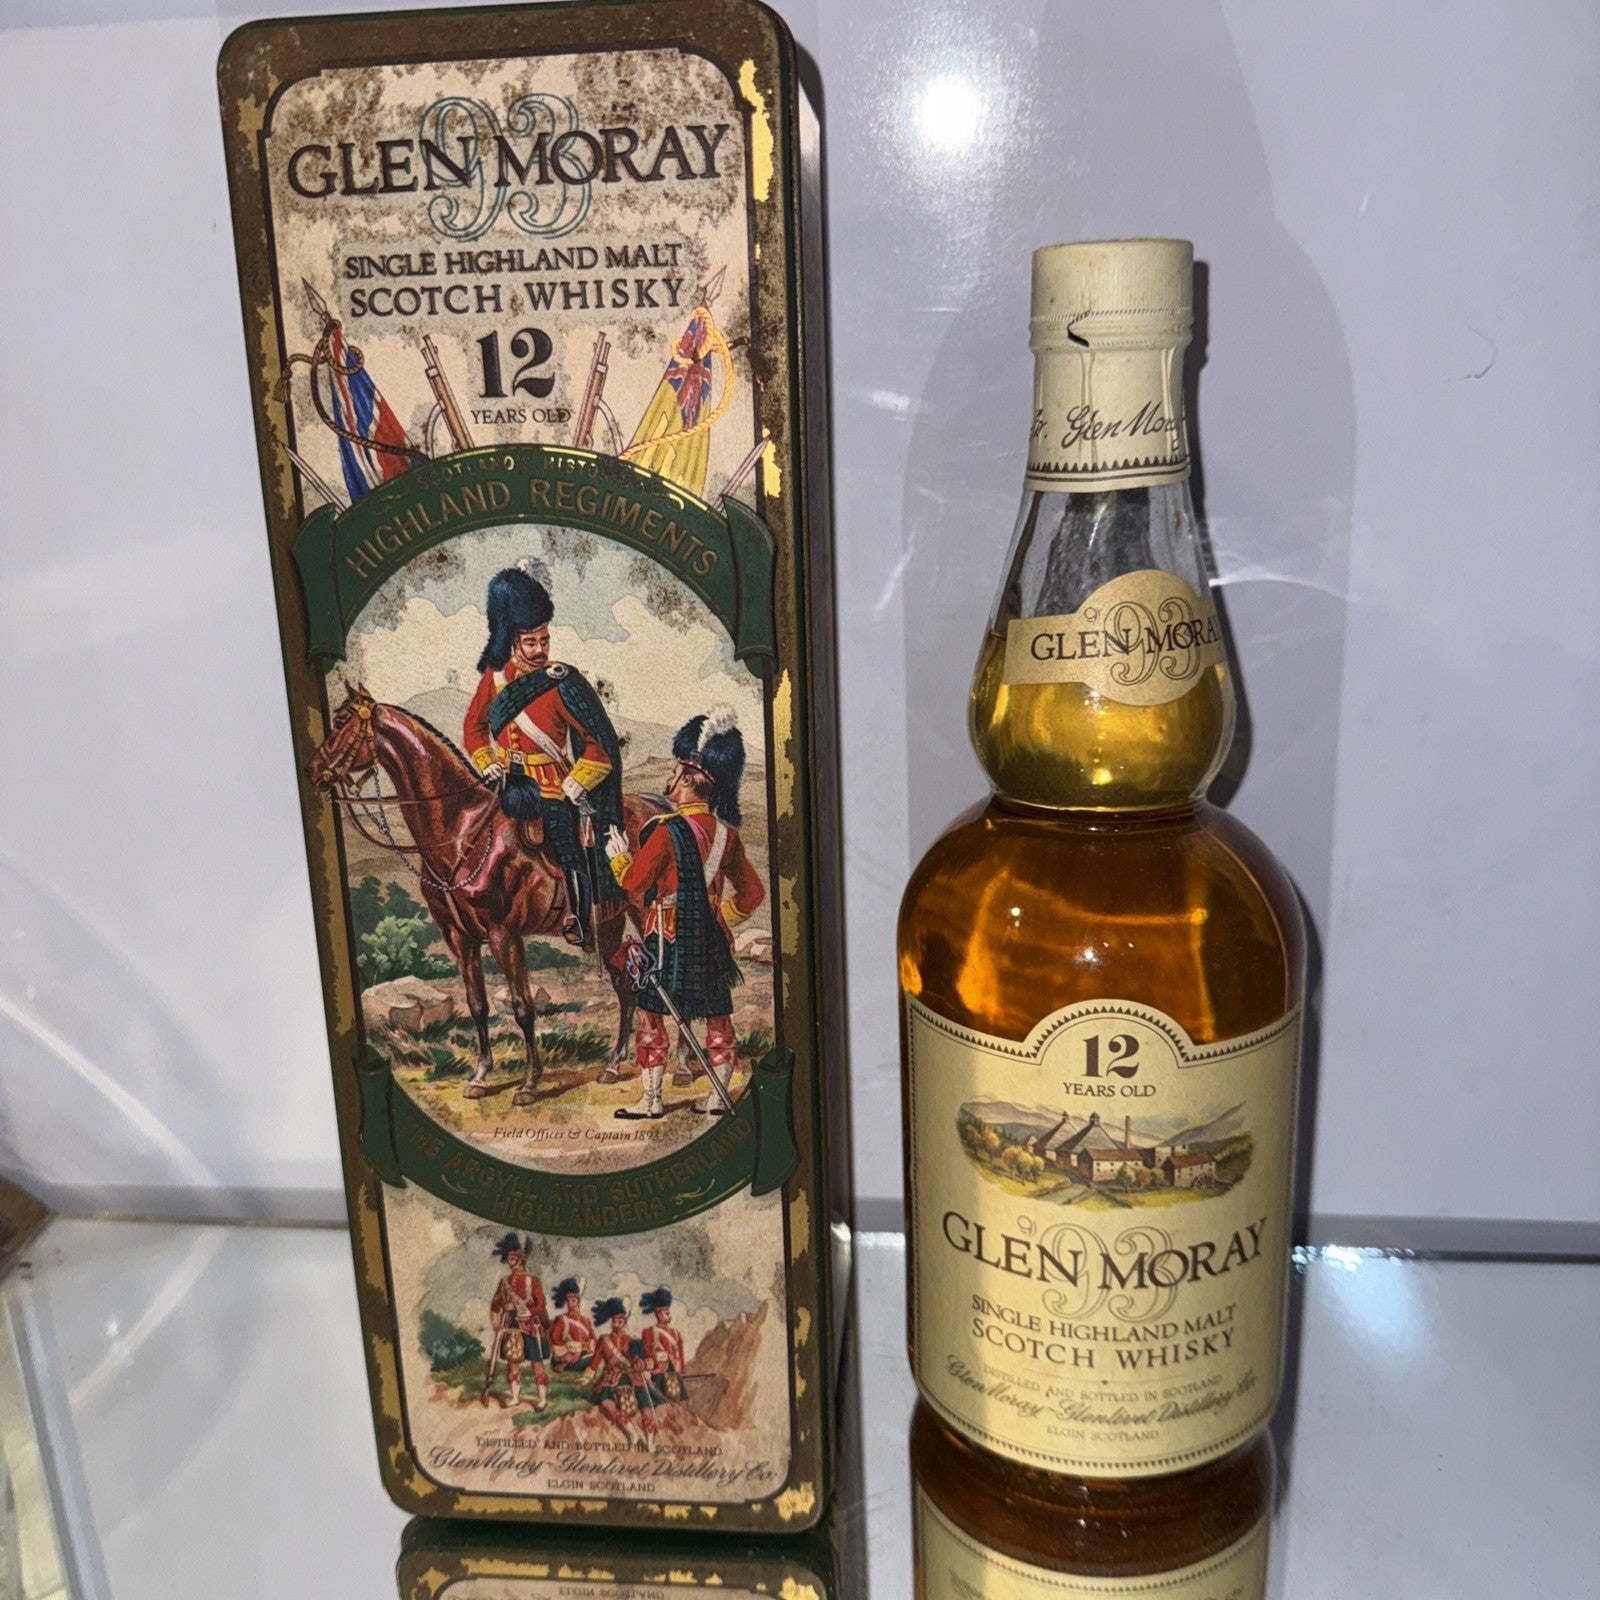 '93
GLEN MORAY
SINGLE HIGHLAND MALT
SCOTCH WHISKY
12
YEARS OLD
SCOTLAND'S HISTORIC
HIGHLAND REGIMENTS
Field Officer & Captain 1893
THE ARGYLL AND SUTHERLAND
HIGHLANDERS
DISTILLED AND BOTTLED IN SCOTLAND
Glen Moray-Glenlivet Distillery Co.
ELGIN SCOTLAND
Glen Moray
'93
GLEN MORAY
12
YEARS OLD
'93
GLEN MORAY
SINGLE HIGHLAND MALT
SCOTCH WHISKY
DISTILLED AND BOTTLED IN SCOTLAND
Glen Moray-Glenlivet Distillery Co.
ELGIN SCOTLAND